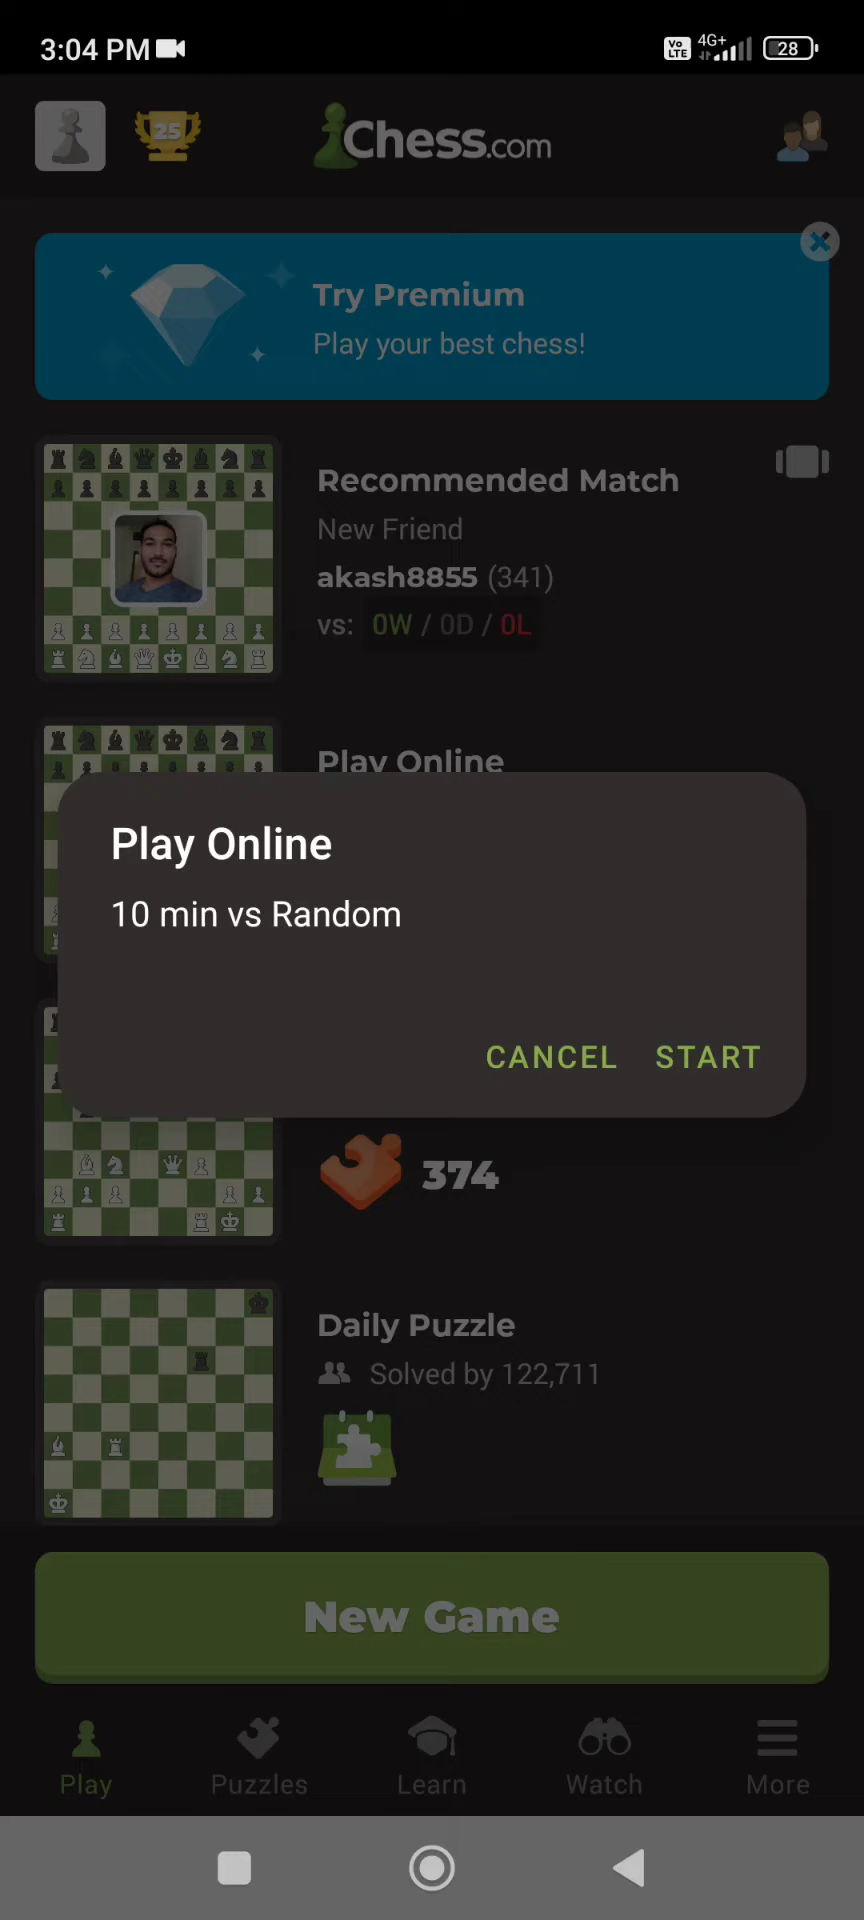 3:04 PM
Vo LTE 4G+ 28
25
Chess.com
Try Premium
Play your best chess!
Recommended Match
New Friend
akash8855 (341)
vs: 0W / 0D / 0L
Play Online
Play Online
10 min vs Random
CANCEL START
374
Daily Puzzle
Solved by 122,711
New Game
Play Puzzles Learn Watch More